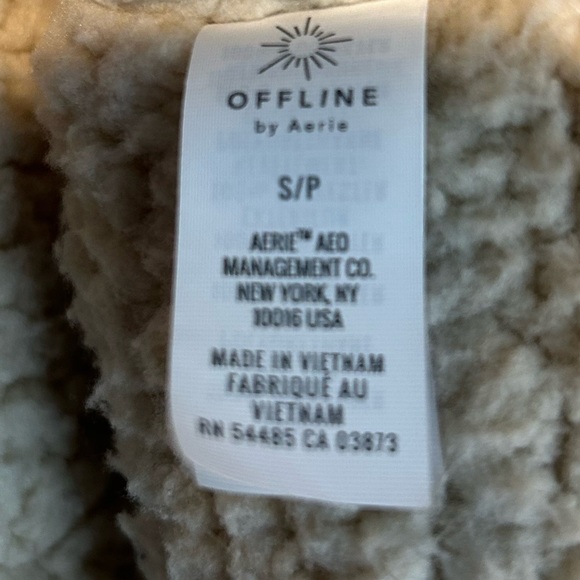 OFFLINE
by Aerie
S/P
AERIE™ AEO
MANAGEMENT CO.
NEW YORK, NY
10016 USA
MADE IN VIETNAM
FABRIQUÉ AU
VIETNAM
RN 54485 CA 03873